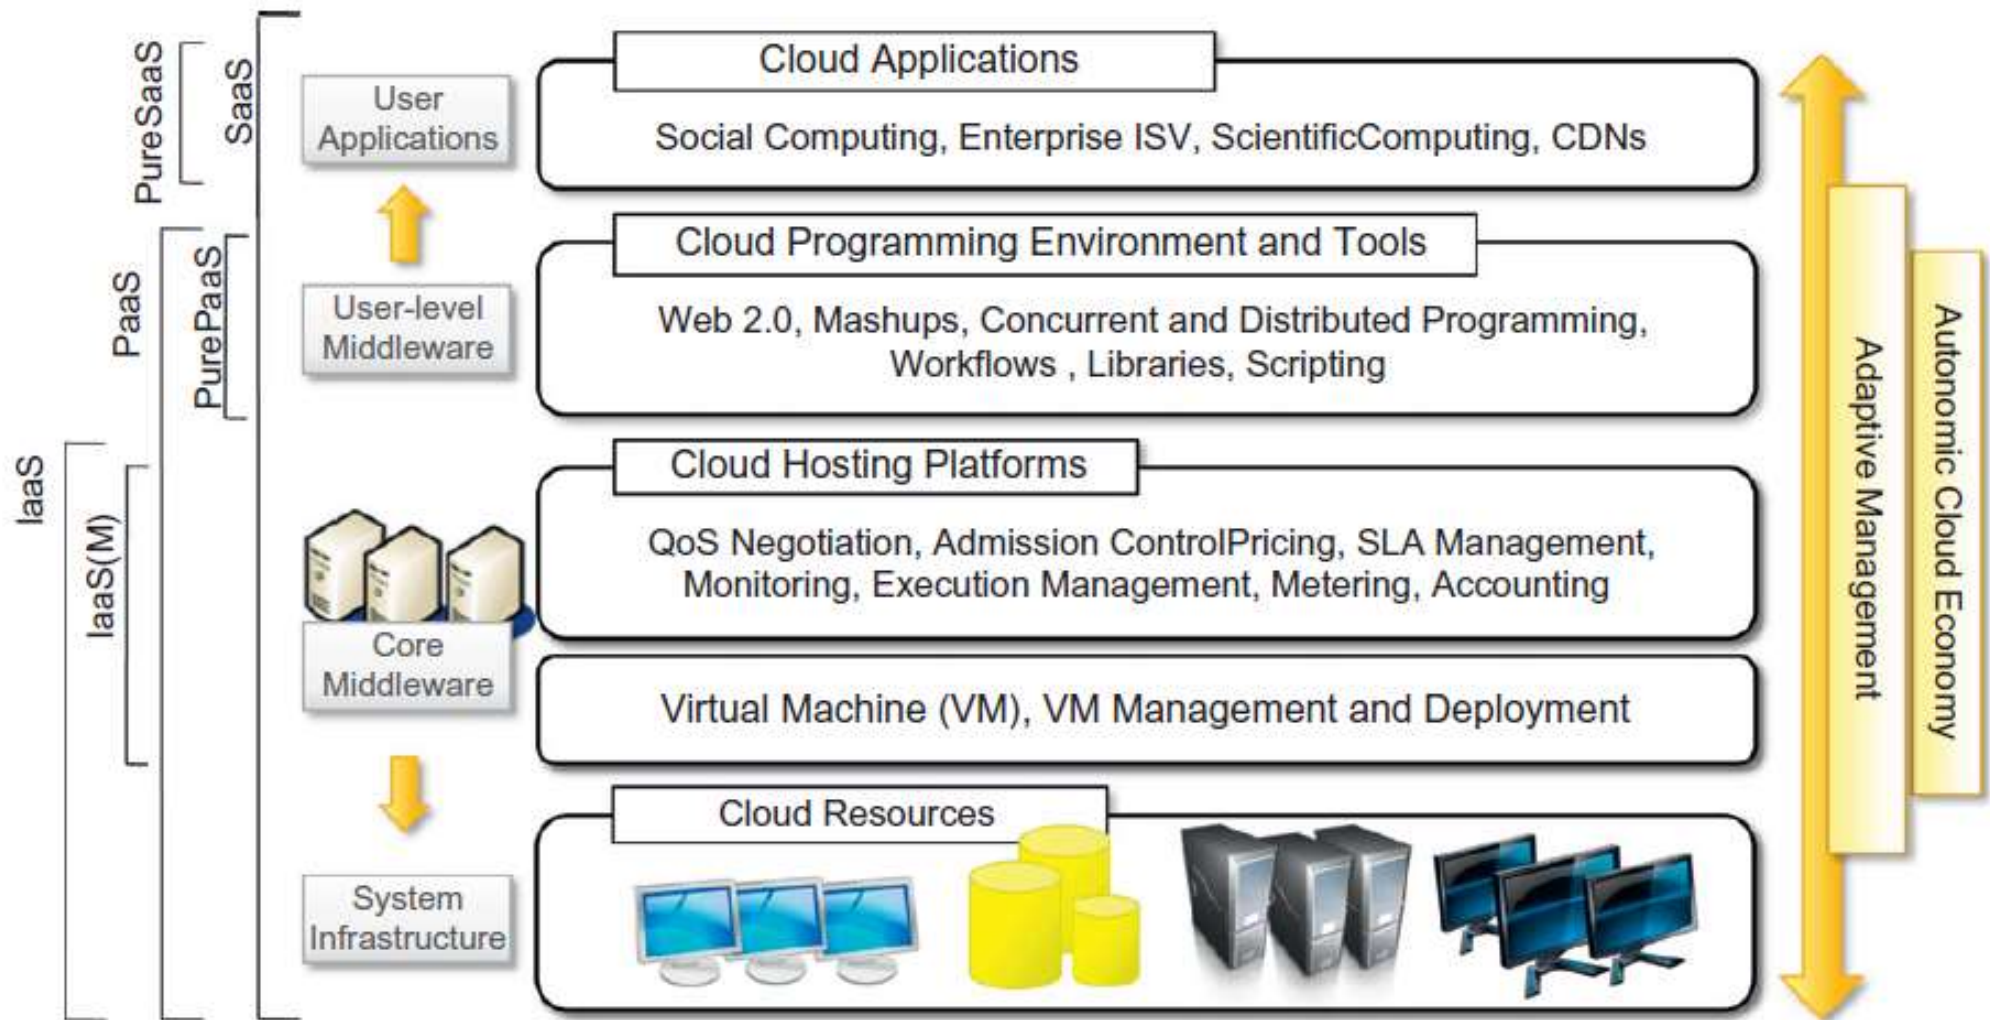 PureSaaS
SaaS
User
Applications
Cloud Applications
Social Computing, Enterprise ISV, ScientificComputing, CDNs
PaaS
PurePaaS
User-level
Middleware
Cloud Programming Environment and Tools
Web 2.0, Mashups, Concurrent and Distributed Programming,
Workflows , Libraries, Scripting
IaaS
IaaS(M)
Core
Middleware
Cloud Hosting Platforms
QoS Negotiation, Admission ControlPricing, SLA Management,
Monitoring, Execution Management, Metering, Accounting
Virtual Machine (VM), VM Management and Deployment
System
Infrastructure
Cloud Resources
Adaptive Management
Autonomic Cloud Economy